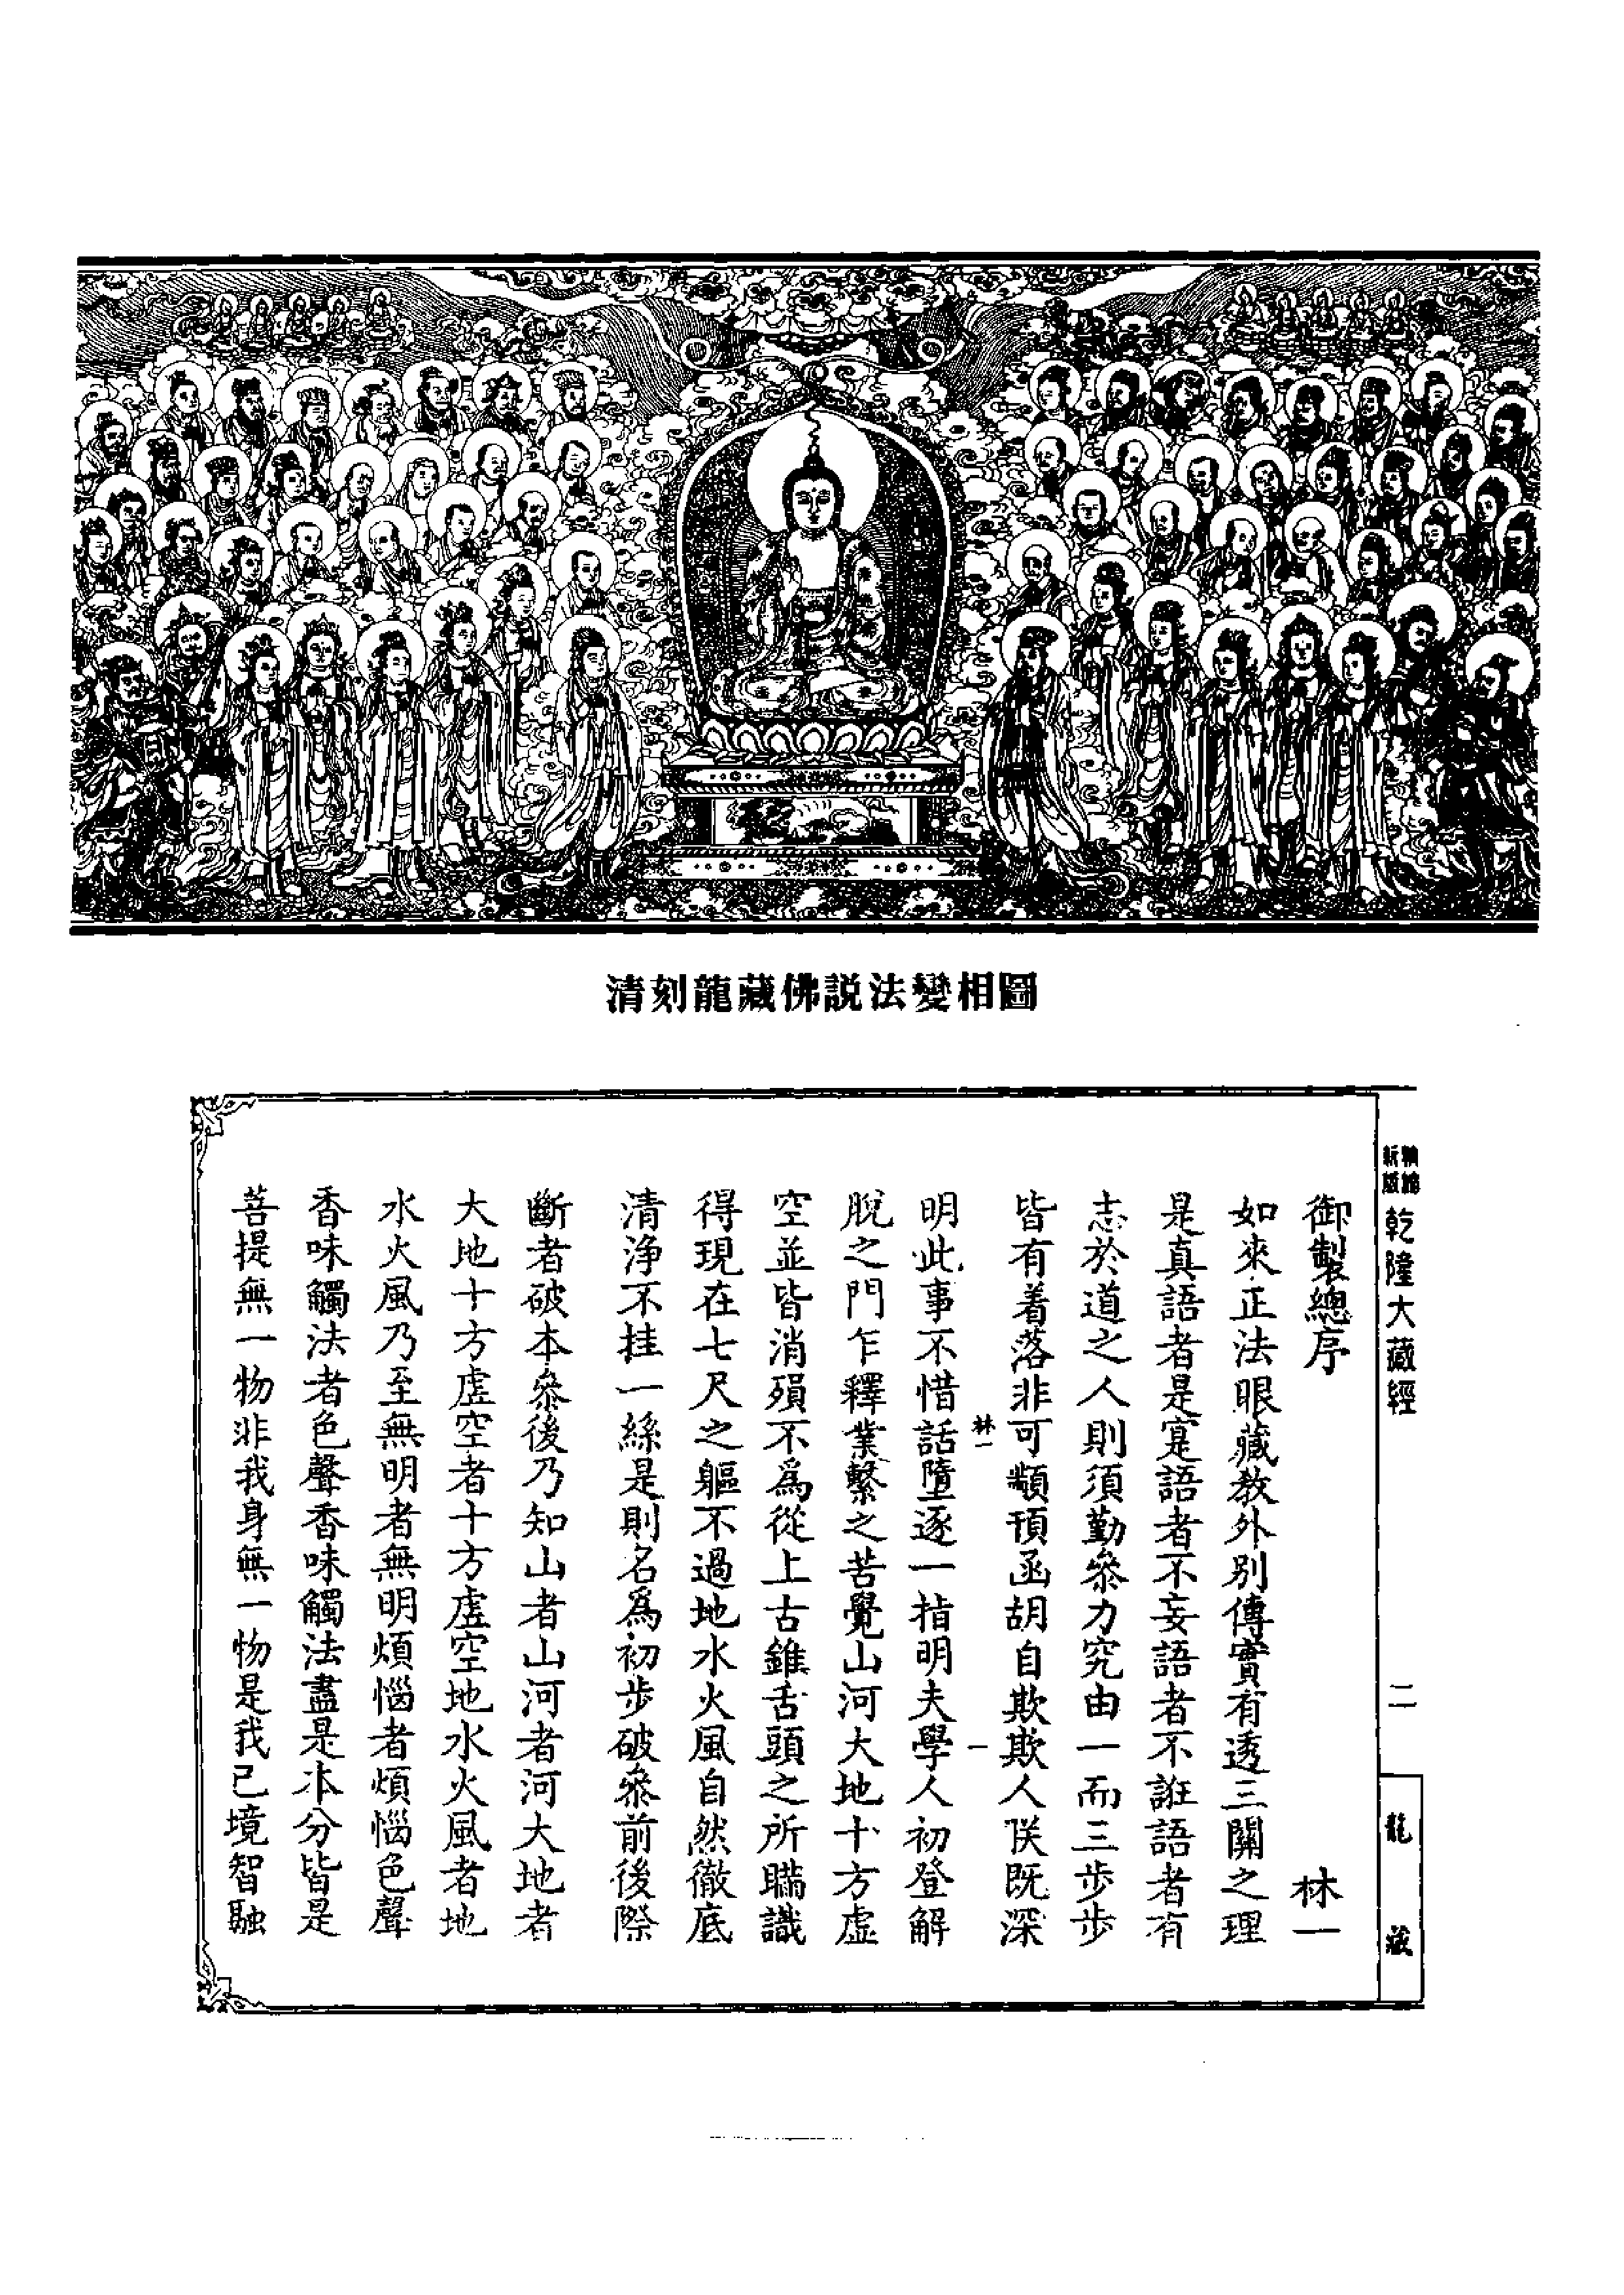 清刻龍藏佛説法變相圖
新版
精縮
乾隆大藏經
二
龍藏
御製總序
林一
如來正法眼藏教外别傳實有透三關之理
是真語者是寔語者不妄語者不誑語者有
志於道之人則須勤參力究由一而三步步
皆有着落非可顢頇函胡自欺欺人朕既深
林一
一
明此事不惜話墮逐一指明夫學人初登解
脫之門乍釋業繫之苦覺山河大地十方虛
空並皆消殞不爲從上古錐舌頭之所瞞識
得現在七尺之軀不過地水火風自然徹底
清淨不挂一絲是則名爲初步破參前後際
斷者破本參後乃知山者山河者河大地者
大地十方虛空者十方虛空地水火風者地
水火風乃至無明者無明煩惱者煩惱色聲
香味觸法者色聲香味觸法盡是本分皆是
菩提無一物非我身無一物是我己境智融